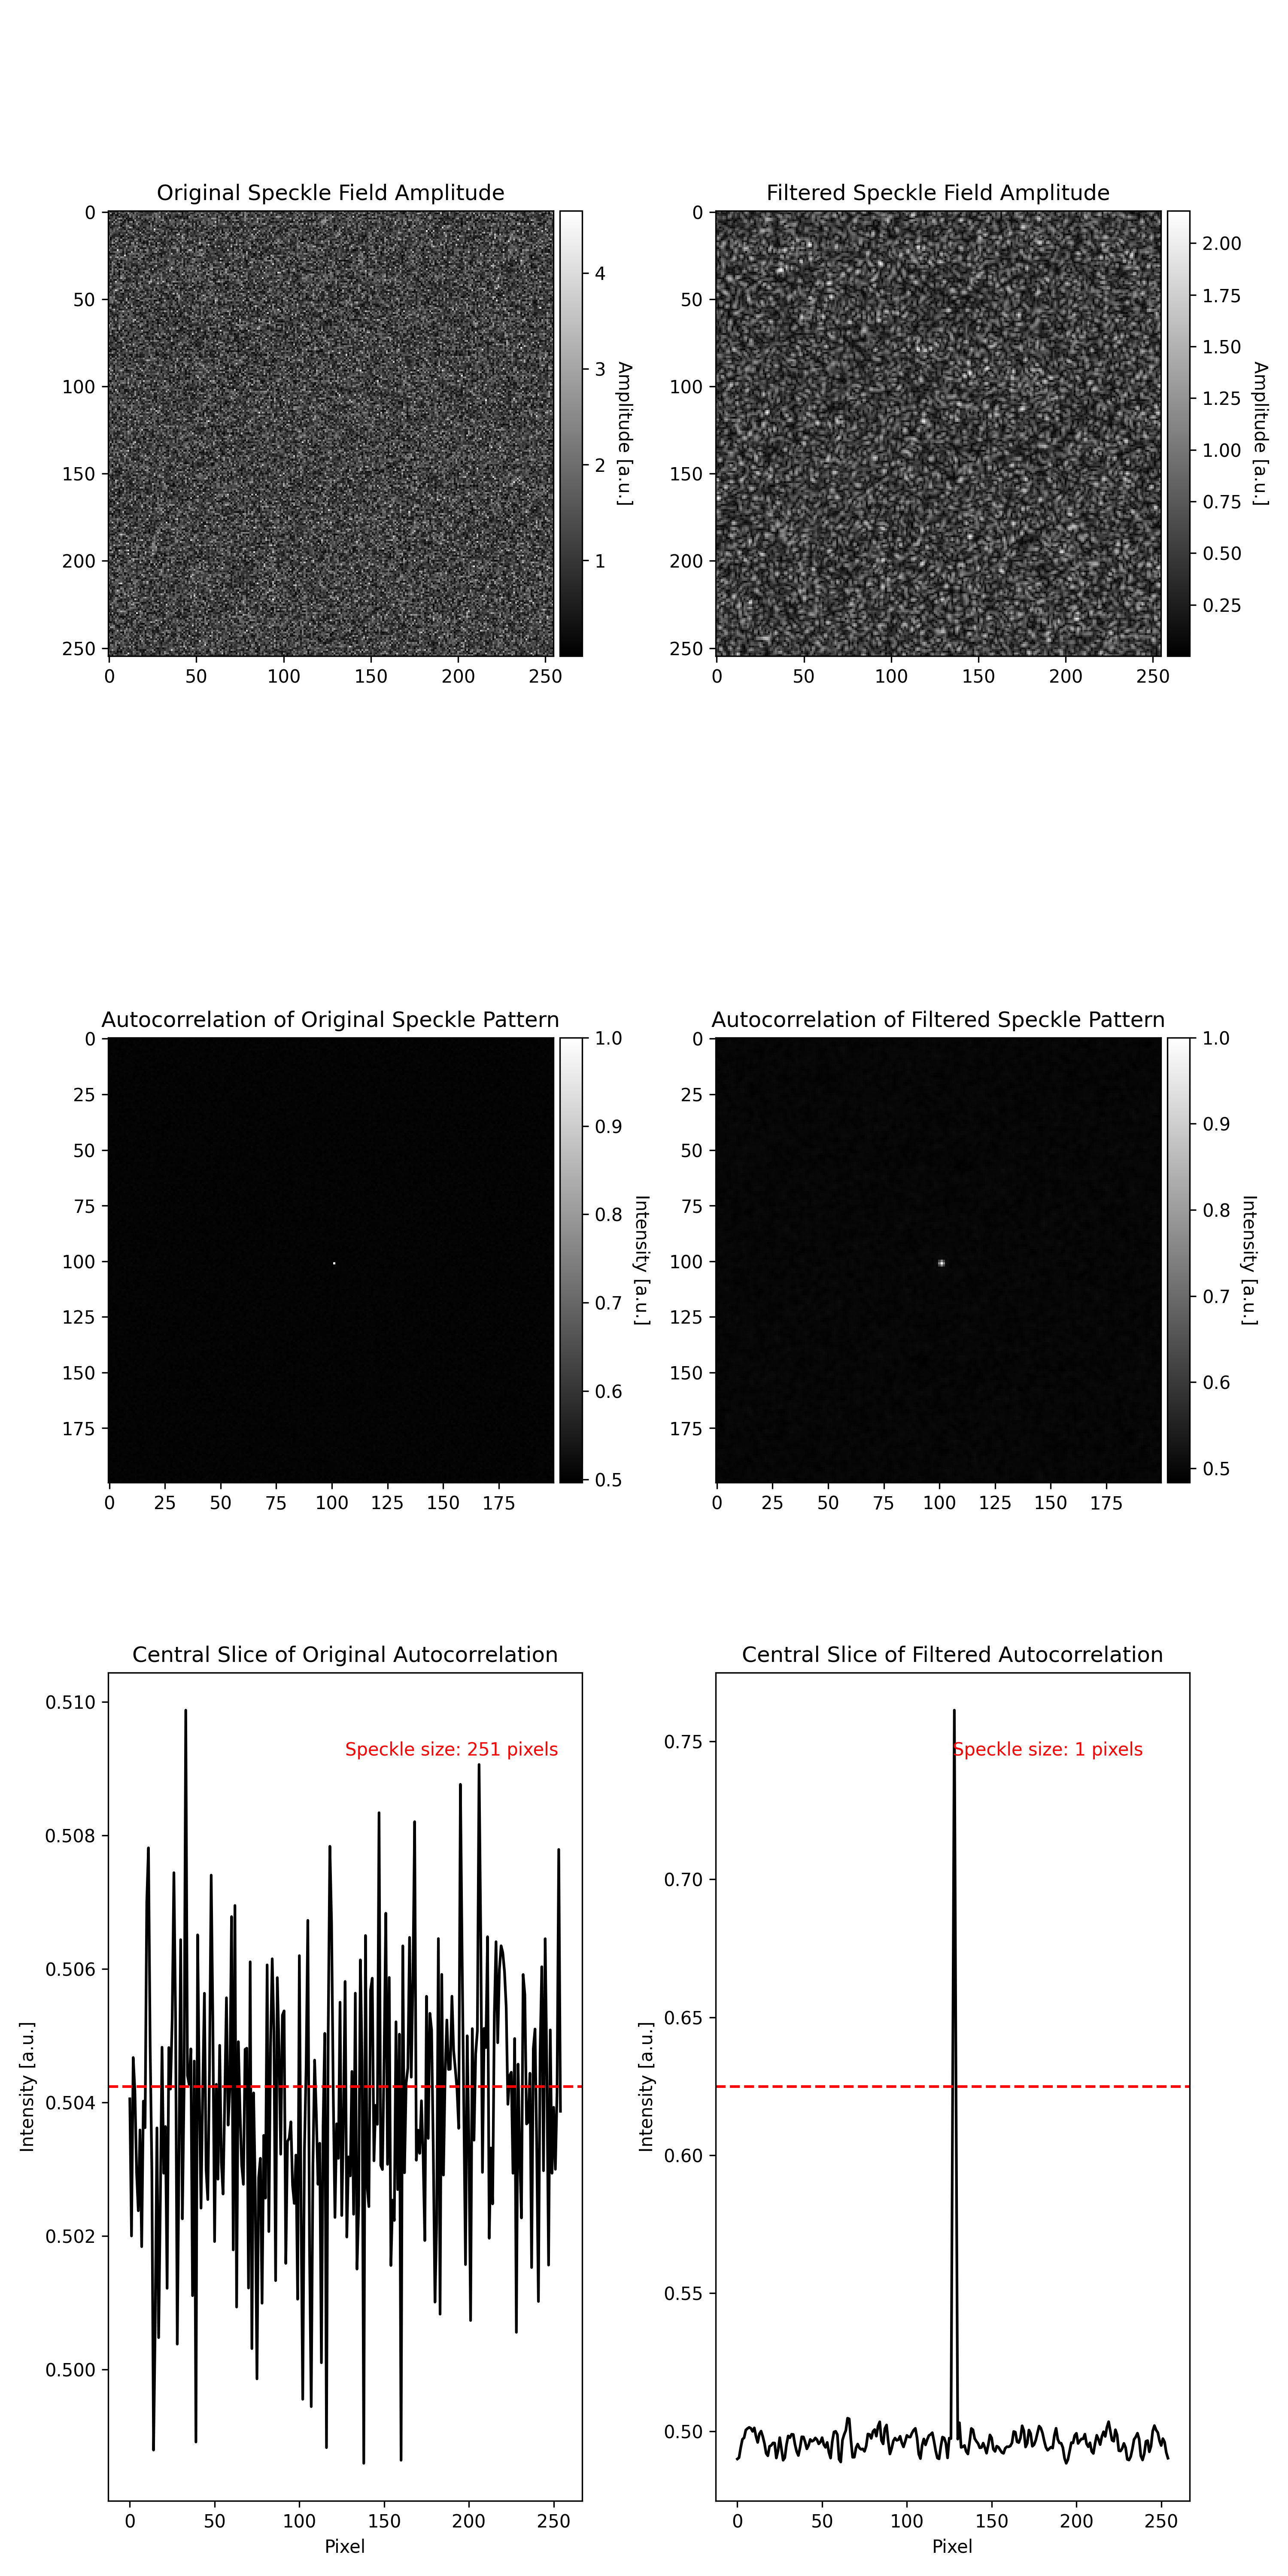 Original Speckle Field Amplitude
0
50
100
150
200
250
0 50 100 150 200 250
4
3
2
1
Amplitude [a.u.]
Filtered Speckle Field Amplitude
0
50
100
150
200
250
0 50 100 150 200 250
2.00
1.75
1.50
1.25
1.00
0.75
0.50
0.25
Amplitude [a.u.]
Autocorrelation of Original Speckle Pattern
0
25
50
75
100
125
150
175
0 25 50 75 100 125 150 175
1.0
0.9
0.8
0.7
0.6
0.5
Intensity [a.u.]
Autocorrelation of Filtered Speckle Pattern
0
25
50
75
100
125
150
175
0 25 50 75 100 125 150 175
1.0
0.9
0.8
0.7
0.6
0.5
Intensity [a.u.]
Central Slice of Original Autocorrelation
Speckle size: 251 pixels
0.510
0.508
0.506
0.504
0.502
0.500
Intensity [a.u.]
0 50 100 150 200 250
Pixel
Central Slice of Filtered Autocorrelation
Speckle size: 1 pixels
0.75
0.70
0.65
0.60
0.55
0.50
Intensity [a.u.]
0 50 100 150 200 250
Pixel